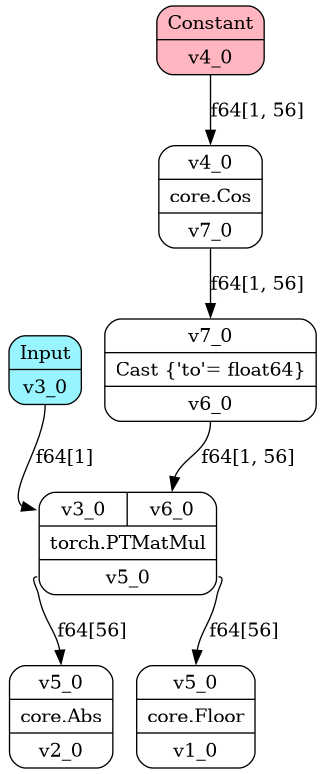 Constant
v4_0
f64[1, 56]
v4_0
core.Cos
v7_0
f64[1, 56]
v7_0
Cast {'to'= float64}
v6_0
Input
v3_0
f64[1]
f64[1, 56]
v3_0 v6_0
torch.PTMatMul
v5_0
f64[56] f64[56]
v5_0 v5_0
core.Abs core.Floor
v2_0 v1_0